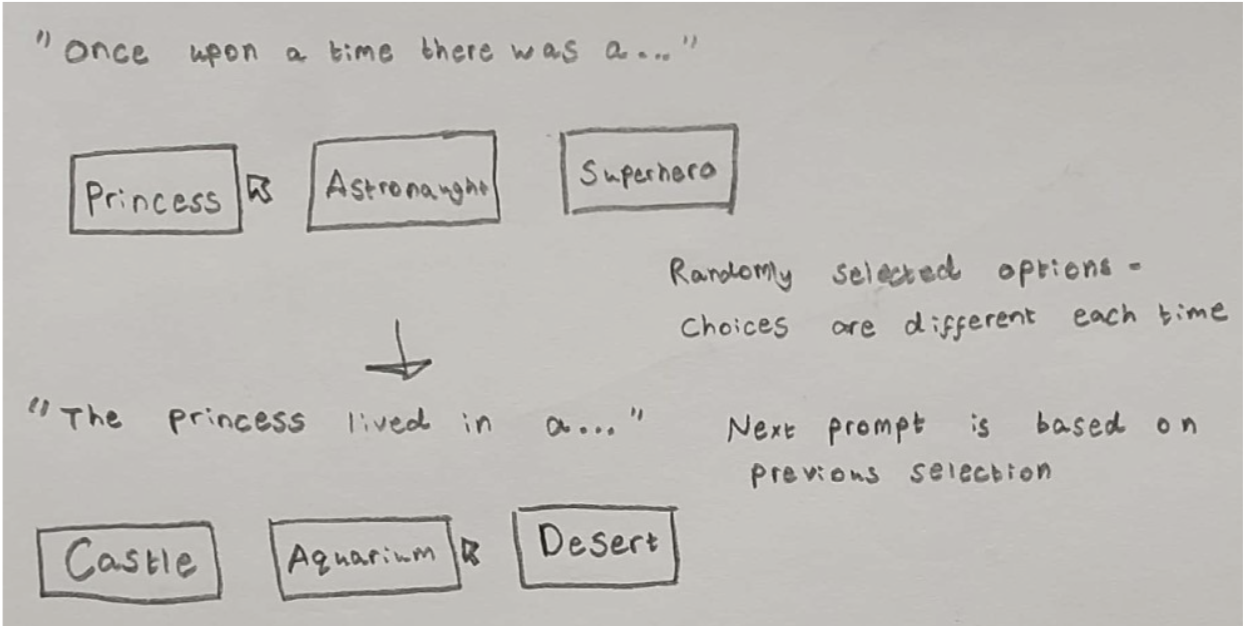 "Once upon a time there was a..."
Princess Astronaught Superhero
Randomly selected options -
choices are different each time
"The princess lived in a..."
Next prompt is based on
previous selection
Castle Aquarium Desert